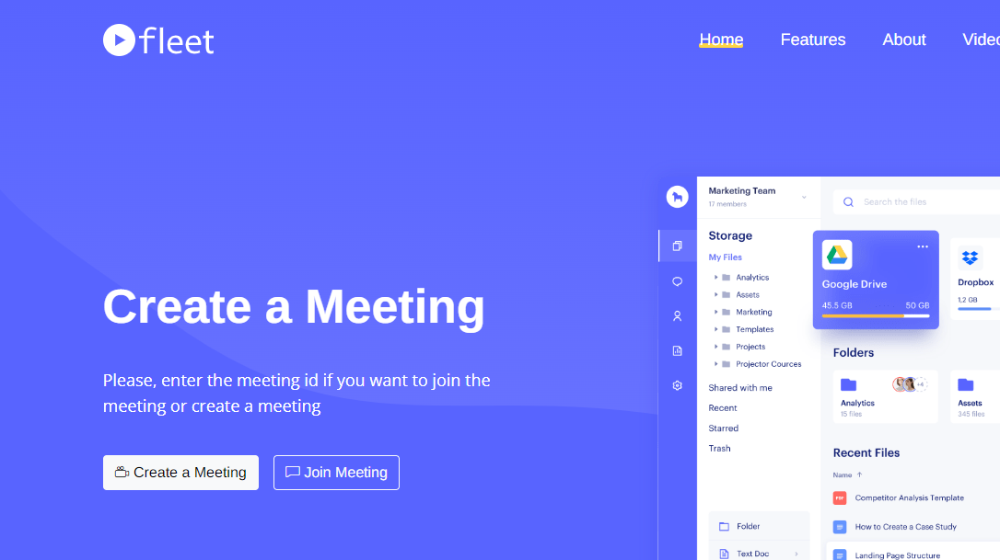 fleet
Home Features About
Create a Meeting
Please, enter the meeting id if you want to join the
meeting or create a meeting
Create a Meeting Join Meeting
Marketing Team
17 members
Storage
My Files
Analytics
Assets
Marketing
Templates
Projects
Projector Cources
Shared with me
Recent
Starred
Trash
Folder
Text Doc
Search the files
Google Drive
45.5 GB 50 GB
Dropbox
1,2 GB
Folders
+4
Analytics
15 files
Assets
345 files
Recent Files
Name
PDF
Competitor Analysis Template
How to Create a Case Study
Landing Page Structure